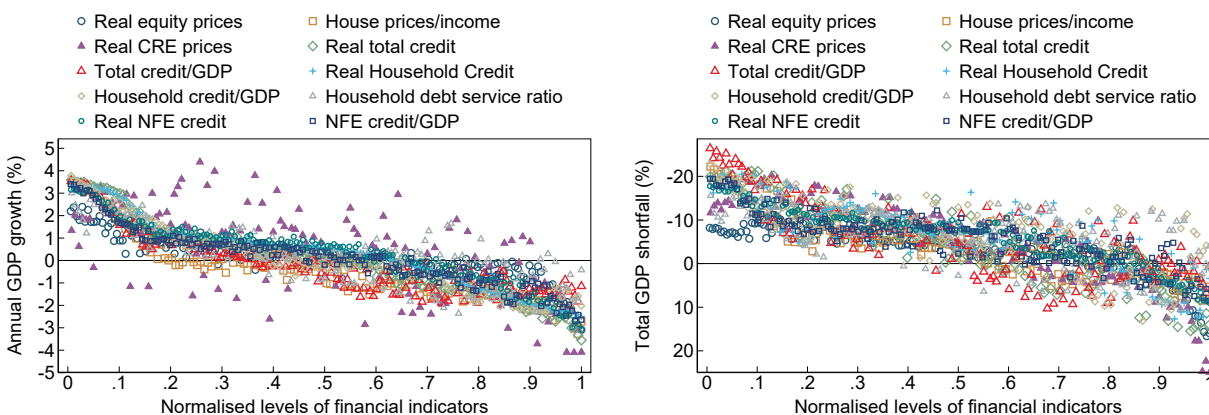 Real equity prices House prices/income
Real CRE prices Real total credit
Total credit/GDP Real Household Credit
Household credit/GDP Household debt service ratio
Real NFE credit NFE credit/GDP
Annual GDP growth (%)
5
4
3
2
1
0
-1
-2
-3
-4
-5
0 .1 .2 .3 .4 .5 .6 .7 .8 .9 1
Normalised levels of financial indicators
Real equity prices House prices/income
Real CRE prices Real total credit
Total credit/GDP Real Household Credit
Household credit/GDP Household debt service ratio
Real NFE credit NFE credit/GDP
Total GDP shortfall (%)
-20
-10
0
10
20
0 .1 .2 .3 .4 .5 .6 .7 .8 .9
Normalised levels of financial indicators